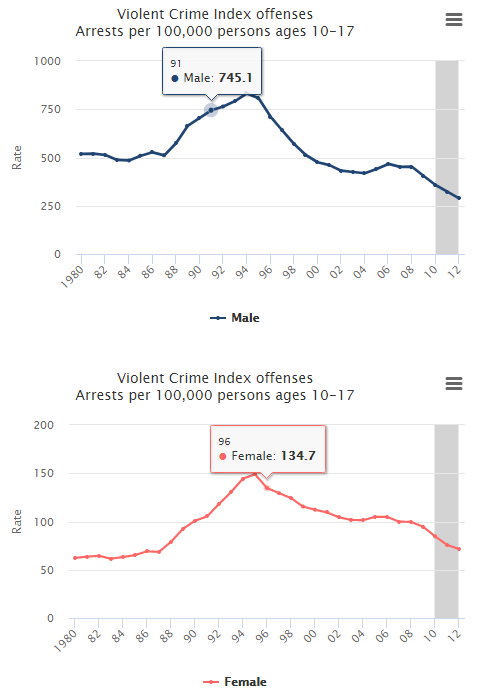 Violent Crime Index offenses
Arrests per 100,000 persons ages 10-17
1000
750
500
250
0
Rate
91
Male: 745.1
1980 82 84 86 88 90 92 94 96 98 00 02 04 06 08 10 12
Male
Violent Crime Index offenses
Arrests per 100,000 persons ages 10-17
200
150
100
50
0
Rate
96
Female: 134.7
1980 82 84 86 88 90 92 94 96 98 00 02 04 06 08 10 12
Female